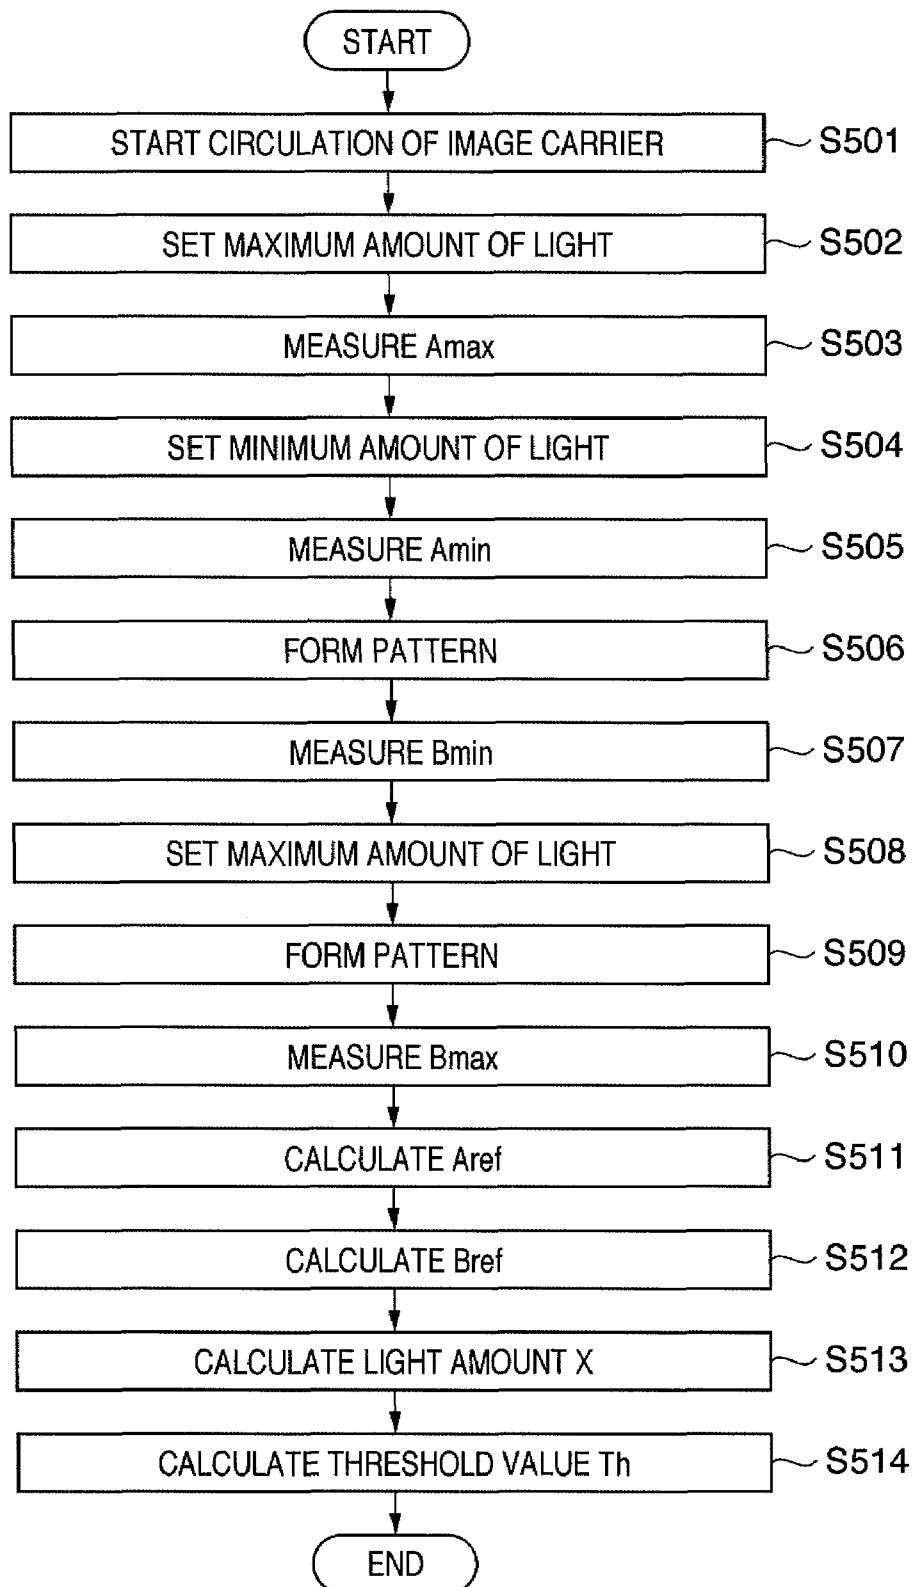 START
START CIRCULATION OF IMAGE CARRIER S501
SET MAXIMUM AMOUNT OF LIGHT S502
MEASURE Amax S503
SET MINIMUM AMOUNT OF LIGHT S504
MEASURE Amin S505
FORM PATTERN S506
MEASURE Bmin S507
SET MAXIMUM AMOUNT OF LIGHT S508
FORM PATTERN S509
MEASURE Bmax S510
CALCULATE Aref S511
CALCULATE Bref S512
CALCULATE LIGHT AMOUNT X S513
CALCULATE THRESHOLD VALUE Th S514
END